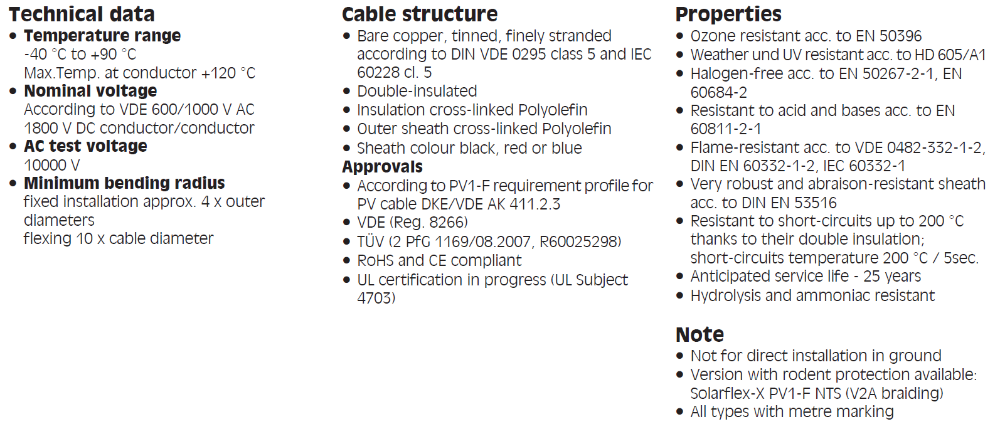 Technical data
• Temperature range
-40 °C to +90 °C
Max.Temp. at conductor +120 °C
• Nominal voltage
According to VDE 600/1000 V AC
1800 V DC conductor/conductor
• AC test voltage
10000 V
• Minimum bending radius
fixed installation approx. 4 x outer
diameters
flexing 10 x cable diameter
Cable structure
• Bare copper, tinned, finely stranded
according to DIN VDE 0295 class 5 and IEC
60228 cl. 5
• Double-insulated
• Insulation cross-linked Polyolefin
• Outer sheath cross-linked Polyolefin
• Sheath colour black, red or blue
Approvals
• According to PV1-F requirement profile for
PV cable DKE/VDE AK 411.2.3
• VDE (Reg. 8266)
• TÜV (2 PfG 1169/08.2007, R60025298)
• RoHS and CE compliant
• UL certification in progress (UL Subject
4703)
Properties
• Ozone resistant acc. to EN 50396
• Weather und UV resistant acc. to HD 605/A1
• Halogen-free acc. to EN 50267-2-1, EN
60684-2
• Resistant to acid and bases acc. to EN
60811-2-1
• Flame-resistant acc. to VDE 0482-332-1-2,
DIN EN 60332-1-2, IEC 60332-1
• Very robust and abraison-resistant sheath
acc. to DIN EN 53516
• Resistant to short-circuits up to 200 °C
thanks to their double insulation;
short-circuits temperature 200 °C / 5sec.
• Anticipated service life - 25 years
• Hydrolysis and ammoniac resistant
Note
• Not for direct installation in ground
• Version with rodent protection available:
Solarflex-X PV1-F NTS (V2A braiding)
• All types with metre marking